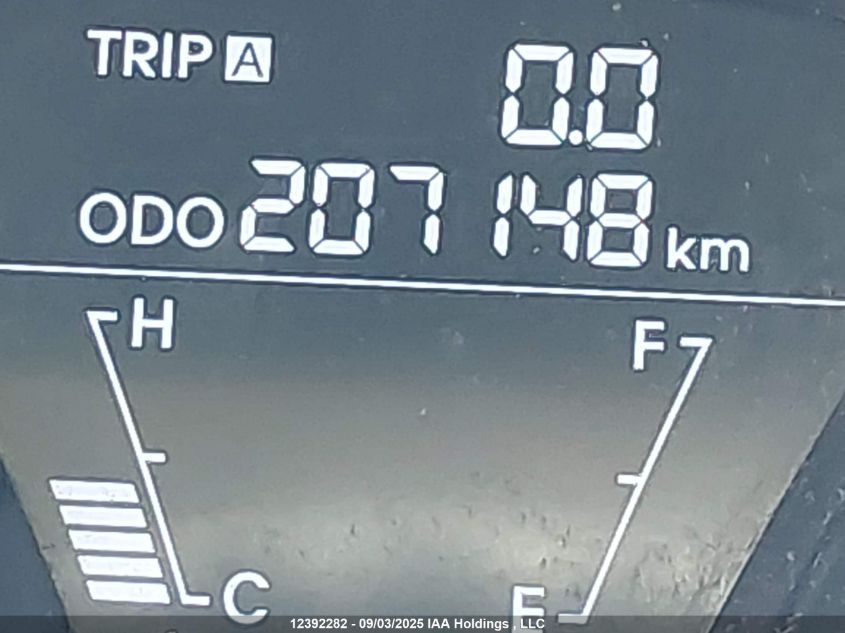 TRIP A 0.0
ODO 207148 km
H F
C E
12392282 - 09/03/2025 IAA Holdings , LLC